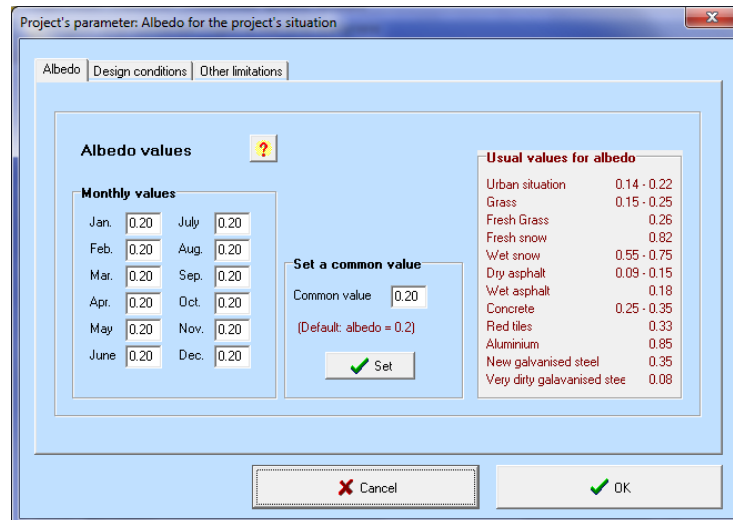 Project's parameter: Albedo for the project's situation
Albedo Design conditions Other limitations
Albedo values ?
Monthly values
Jan. 0.20 July 0.20
Feb. 0.20 Aug. 0.20
Mar. 0.20 Sep. 0.20
Apr. 0.20 Oct. 0.20
May 0.20 Nov. 0.20
June 0.20 Dec. 0.20
Set a common value
Common value 0.20
(Default: albedo = 0.2)
Set
Usual values for albedo
Urban situation 0.14 - 0.22
Grass 0.15 - 0.25
Fresh Grass 0.26
Fresh snow 0.82
Wet snow 0.55 - 0.75
Dry asphalt 0.09 - 0.15
Wet asphalt 0.18
Concrete 0.25 - 0.35
Red tiles 0.33
Aluminium 0.85
New galvanised steel 0.35
Very dirty galavanised stee 0.08
Cancel OK